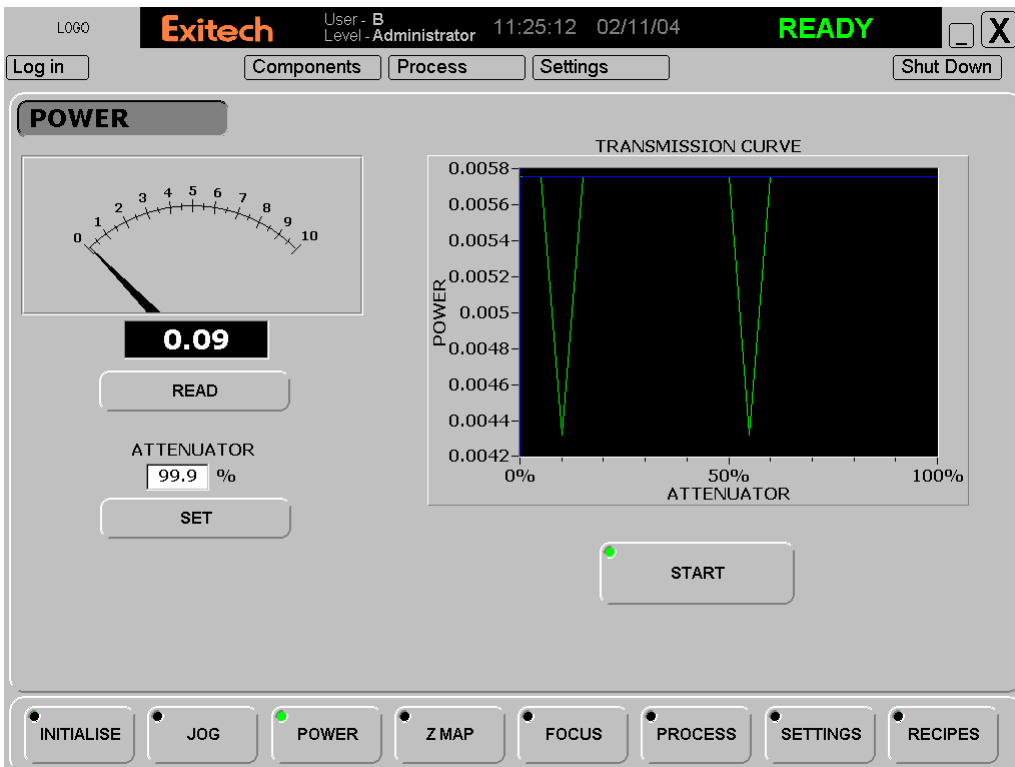 LOGO Exitech User - B 11:25:12 02/11/04 READY _ X
Level - Administrator
Log in Components Process Settings Shut Down
POWER
TRANSMISSION CURVE
0 1 2 3 4 5 6 7 8 9 10
0.09
READ
ATTENUATOR
99.9 %
SET
POWER
0.0058
0.0056
0.0054
0.0052
0.005
0.0048
0.0046
0.0044
0.0042
0% 50% 100%
ATTENUATOR
START
INITIALISE JOG POWER Z MAP FOCUS PROCESS SETTINGS RECIPES